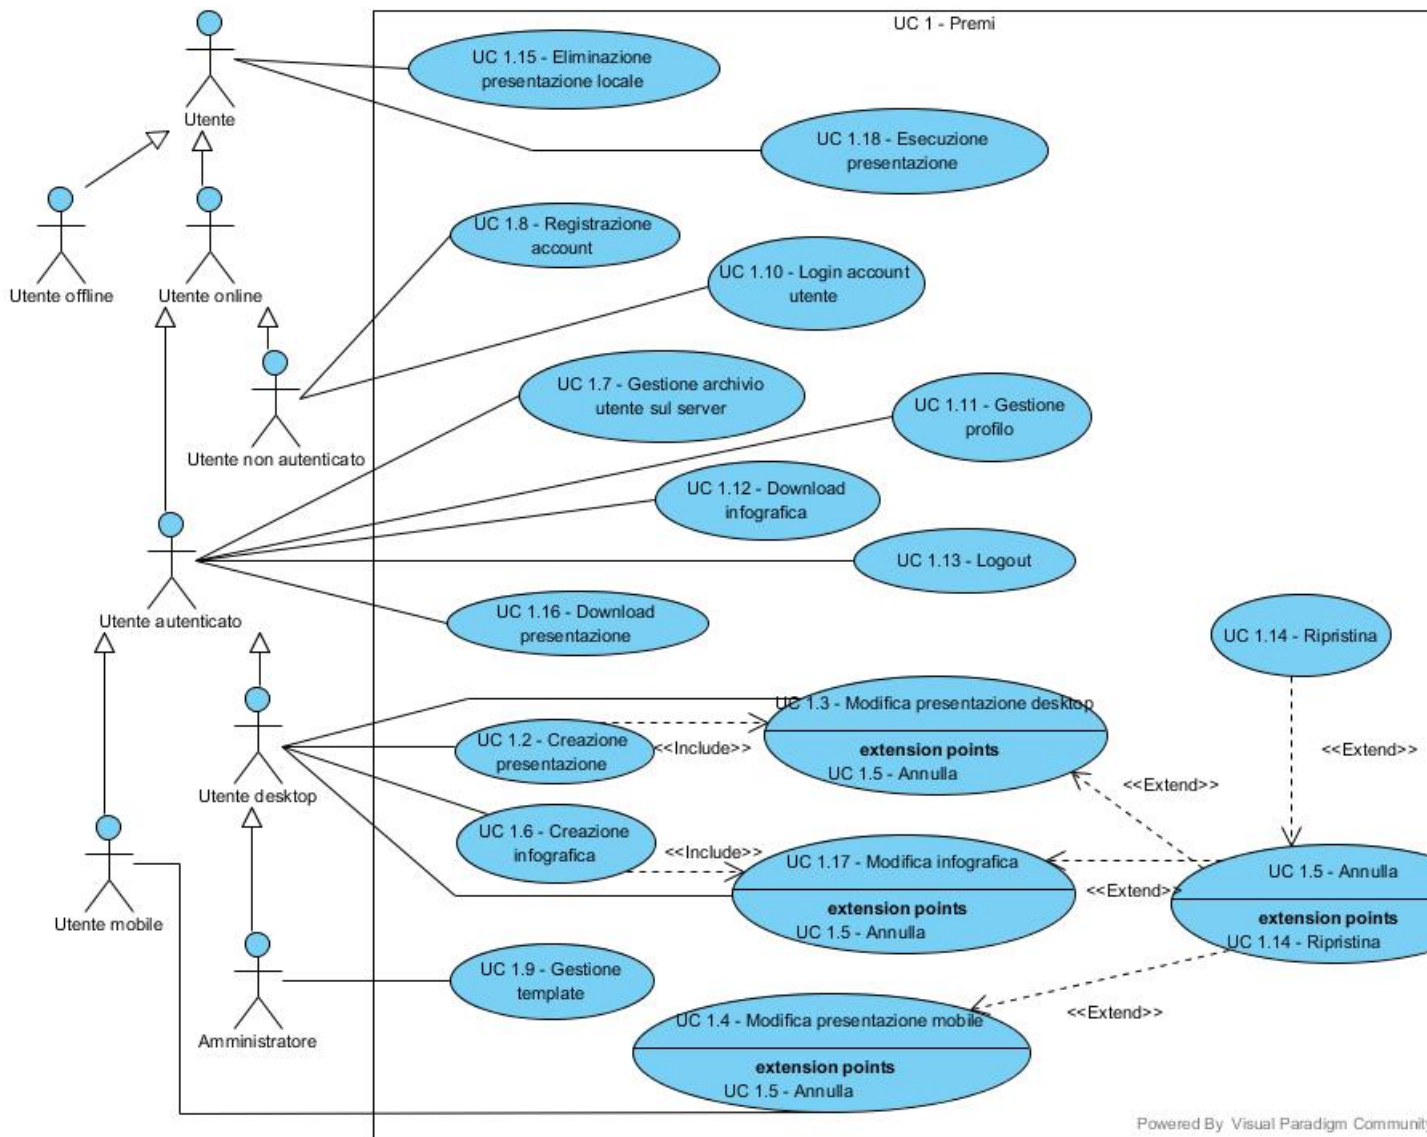 UC 1 - Premi
UC 1.15 - Eliminazione
presentazione locale
Utente
UC 1.18 - Esecuzione
presentazione
UC 1.8 - Registrazione
account
UC 1.10 - Login account
utente
Utente offline
Utente online
UC 1.7 - Gestione archivio
utente sul server
UC 1.11 - Gestione
profilo
Utente non autenticato
UC 1.12 - Download
infografica
UC 1.13 - Logout
UC 1.16 - Download
presentazione
Utente autenticato
UC 1.14 - Ripristina
UC 1.3 - Modifica presentazione desktop
extension points
UC 1.5 - Annulla
UC 1.2 - Creazione
presentazione
<<Include>>
<<Extend>>
<<Extend>>
Utente desktop
UC 1.6 - Creazione
infografica
<<Include>>
UC 1.17 - Modifica infografica
extension points
UC 1.5 - Annulla
<<Extend>>
UC 1.5 - Annulla
extension points
UC 1.14 - Ripristina
Utente mobile
UC 1.9 - Gestione
template
<<Extend>>
Amministratore
UC 1.4 - Modifica presentazione mobile
extension points
UC 1.5 - Annulla
Powered By Visual Paradigm Community